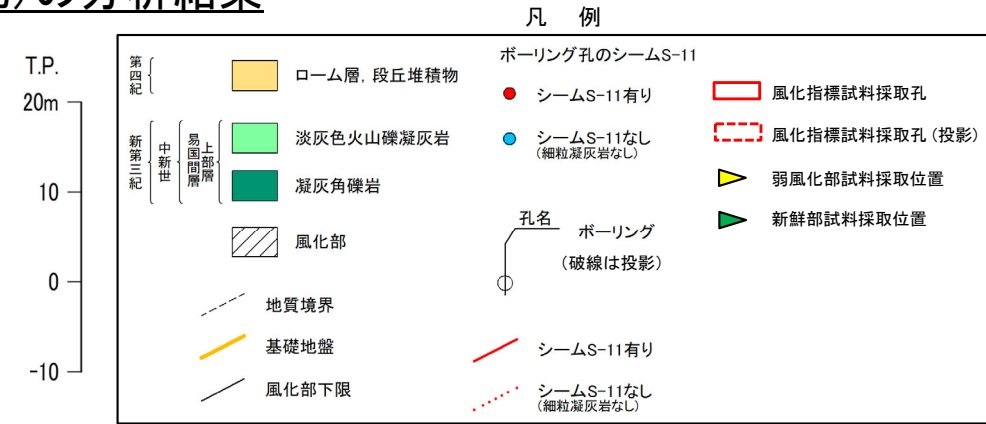 の分析結果
凡 例
T.P.
20m
10
0
-10
第四紀
ローム層, 段丘堆積物
新第三紀
中新世
易国間層
上部層
淡灰色火山礫凝灰岩
凝灰角礫岩
風化部
地質境界
基礎地盤
風化部下限
ボーリング孔のシームS-11
シームS-11有り
シームS-11なし
(細粒凝灰岩なし)
孔名
ボーリング
(破線は投影)
シームS-11有り
シームS-11なし
(細粒凝灰岩なし)
風化指標試料採取孔
風化指標試料採取孔(投影)
弱風化部試料採取位置
新鮮部試料採取位置